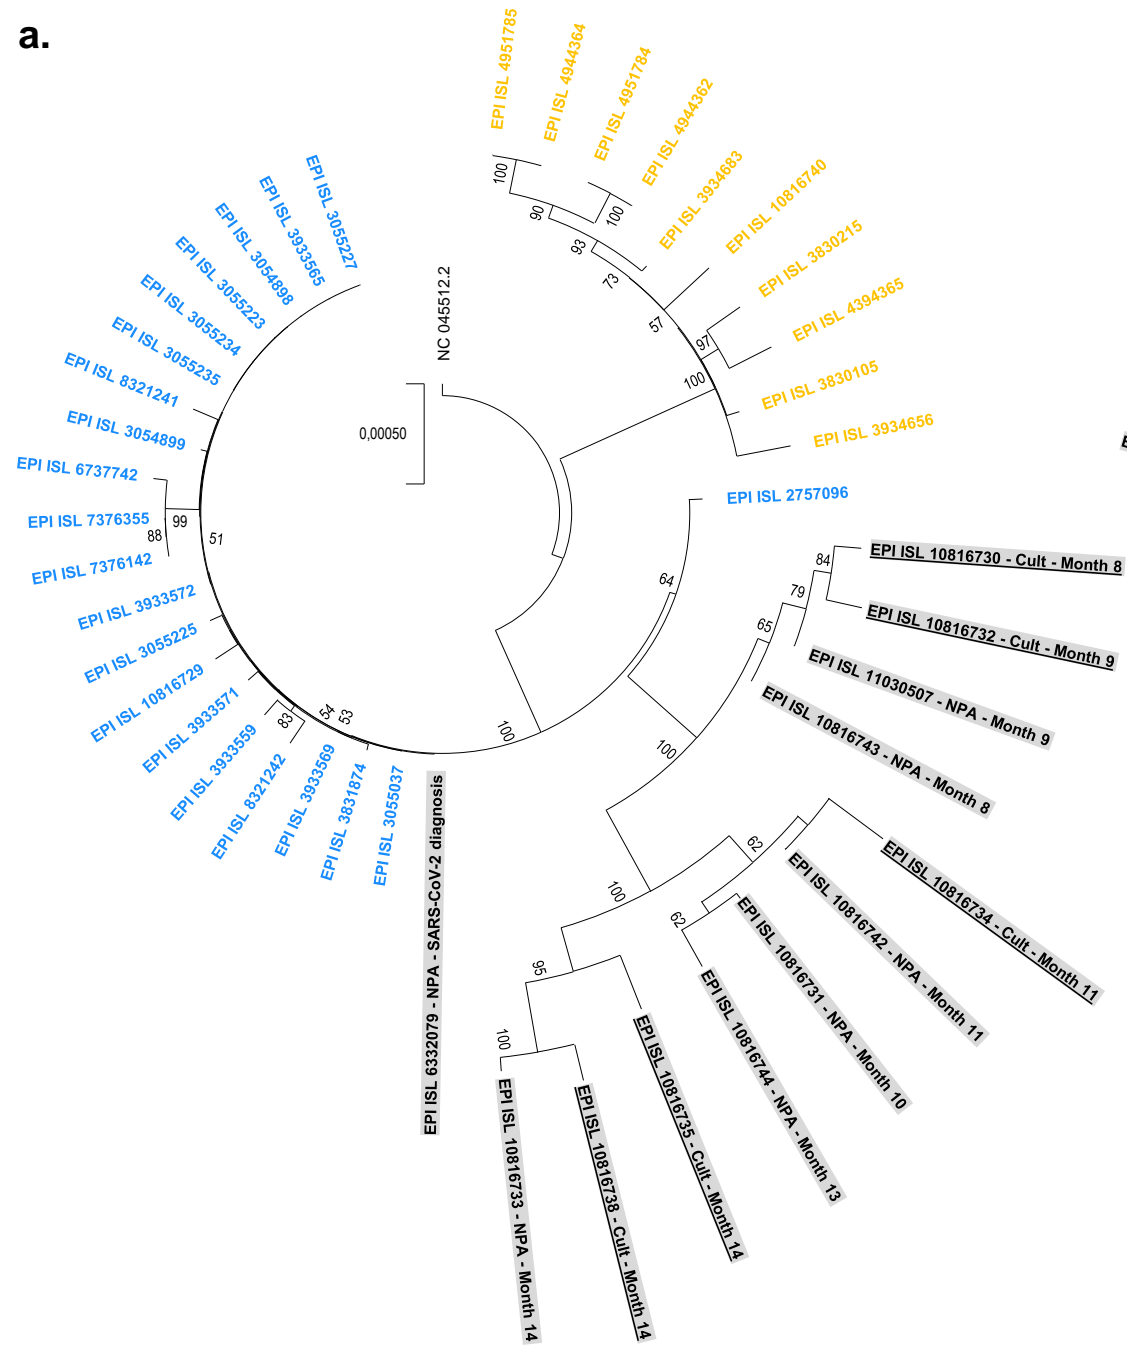 a.
EPI ISL 4951785
EPI ISL 4944364
EPI ISL 4951784
EPI ISL 4944362
EPI ISL 3934683
EPI ISL 10816740
EPI ISL 3830215
EPI ISL 4394365
EPI ISL 3830105
EPI ISL 3934656
EPI ISL 2757096
EPI ISL 10816730 - Cult - Month 8
EPI ISL 10816732 - Cult - Month 9
EPI ISL 11030507 - NPA - Month 9
EPI ISL 10816743 - NPA - Month 8
EPI ISL 10816734 - Cult - Month 11
EPI ISL 10816742 - NPA - Month 11
EPI ISL 10816731 - NPA - Month 10
EPI ISL 10816744 - NPA - Month 13
EPI ISL 10816735 - Cult - Month 14
EPI ISL 10816738 - Cult - Month 14
EPI ISL 10816733 - NPA - Month 14
EPI ISL 6332079 - NPA - SARS-CoV-2 diagnosis
EPI ISL 3055037
EPI ISL 3831874
EPI ISL 3933569
EPI ISL 8321242
EPI ISL 3933559
EPI ISL 3933571
EPI ISL 10816729
EPI ISL 3055225
EPI ISL 3933572
EPI ISL 7376142
EPI ISL 7376355
EPI ISL 6737742
EPI ISL 3054899
EPI ISL 8321241
EPI ISL 3055235
EPI ISL 3055234
EPI ISL 3055223
EPI ISL 3054898
EPI ISL 3933565
EPI ISL 3055227
NC 045512.2
0,00050
100
100
90
93
73
57
97
100
64
84
79
65
100
100
62
62
95
100
100
53
54
83
51
99
88